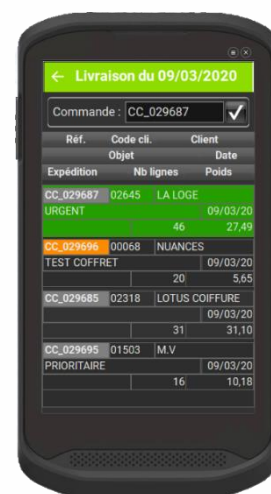 ← Livraison du 09/03/2020
Commande : CC_029687
Réf. Code cli. Client
Objet Date
Expédition Nb lignes Poids
CC_029687 02645 LA LOGE
URGENT 09/03/20
46 27,49
CC_029696 00068 NUANCES
TEST COFFRET 09/03/20
20 5,65
CC_029685 02318 LOTUS COIFFURE
09/03/20
31 31,10
CC_029695 01503 M.V
PRIORITAIRE 09/03/20
16 10,18